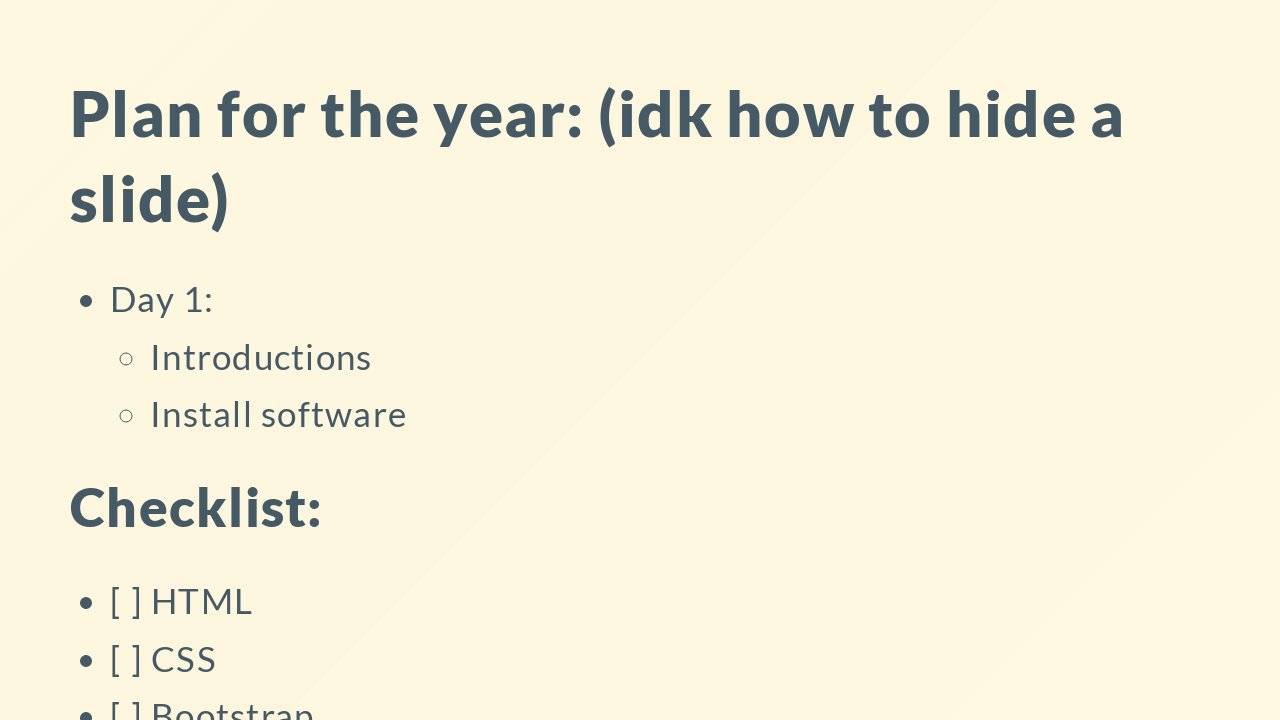 Plan for the year: (idk how to hide a
slide)
Day 1:
Introductions
Install software
Checklist:
[ ] HTML
[ ] CSS
[ ] Bootstrap